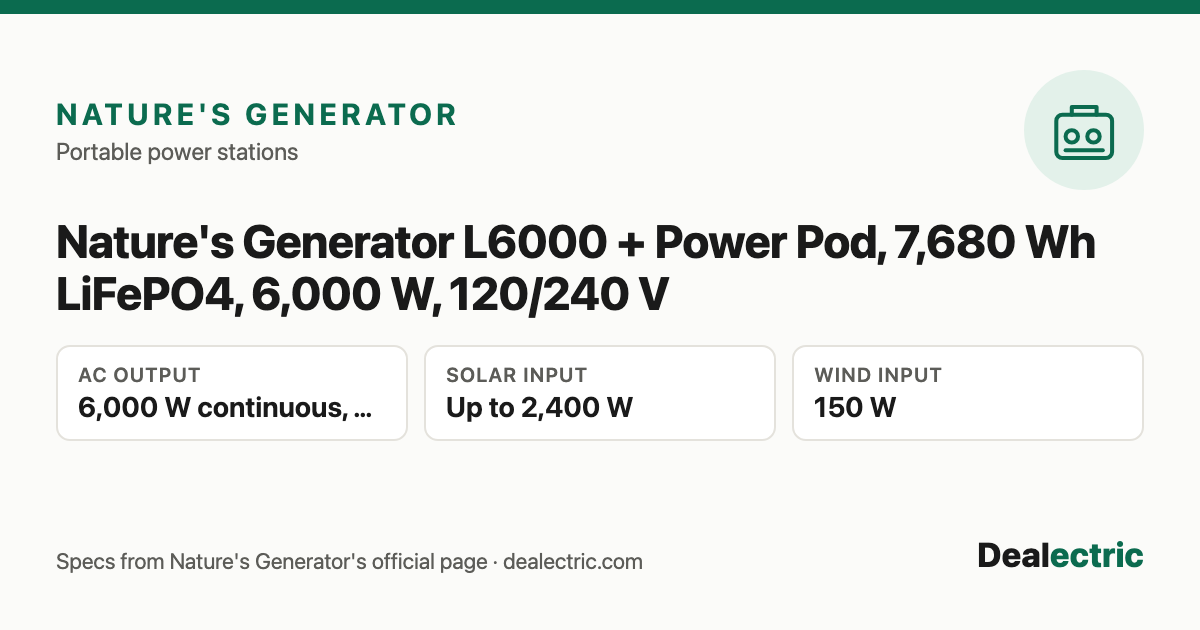 NATURE'S GENERATOR
Portable power stations
Nature's Generator L6000 + Power Pod, 7,680 Wh
LiFePO4, 6,000 W, 120/240 V
AC OUTPUT
6,000 W continuous, ...
SOLAR INPUT
Up to 2,400 W
WIND INPUT
150 W
Specs from Nature's Generator's official page · dealectric.com
Dealectric